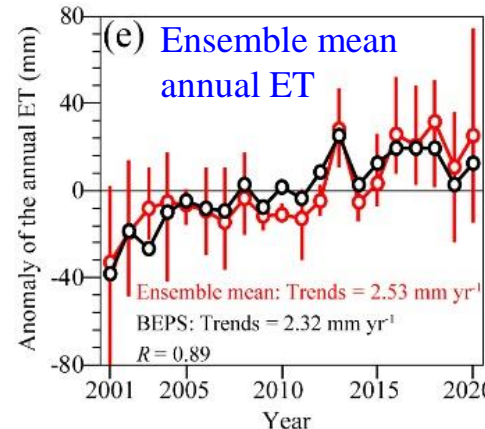 (e) Ensemble mean
annual ET
Anomaly of the annual ET (mm)
80
40
0
-40
-80
Ensemble mean: Trends = 2.53 mm yr⁻¹
BEPS: Trends = 2.32 mm yr⁻¹
R = 0.89
2001 2005 2010 2015 2020
Year